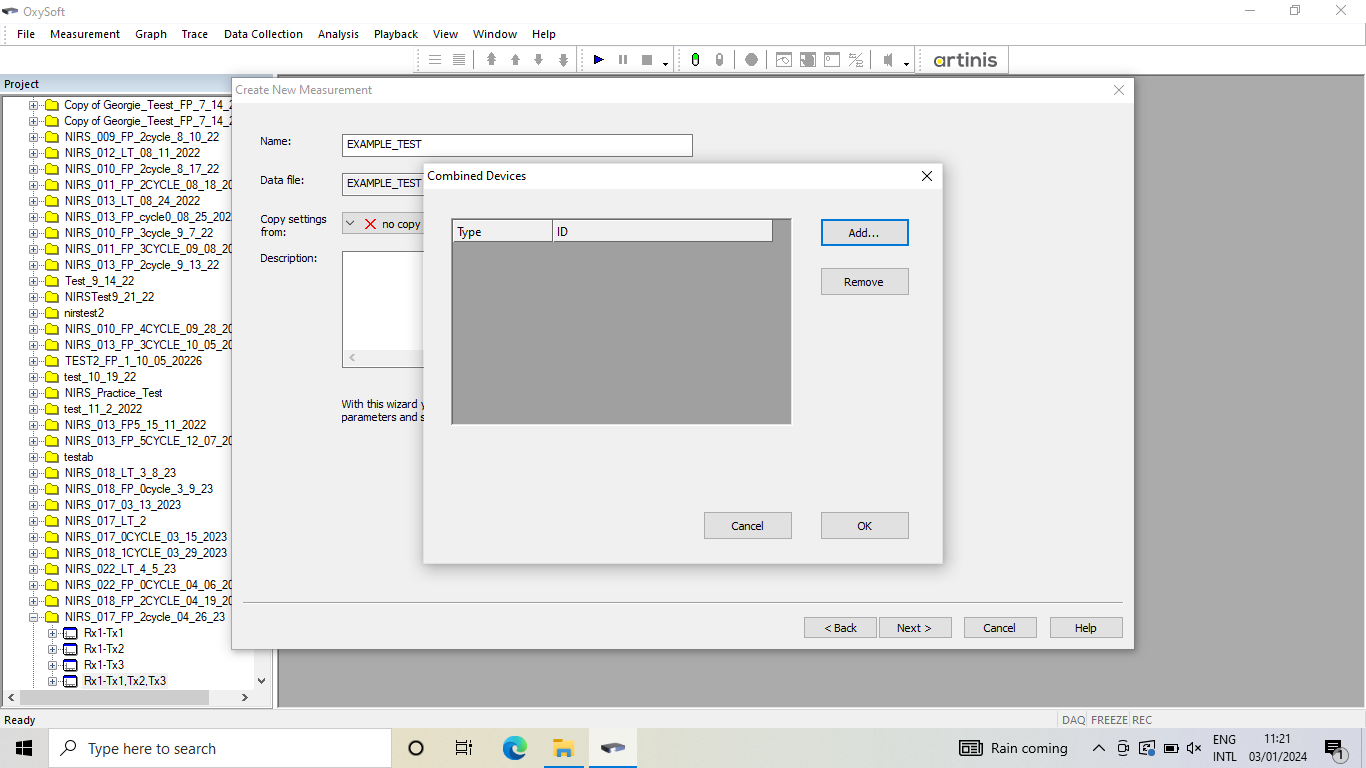 OxySoft
File Measurement Graph Trace Data Collection Analysis Playback View Window Help
artinis
Project
Copy of Georgie_Teest_FP_7_14_2
Copy of Georgie_Teest_FP_7_14_2
NIRS_009_FP_2cycle_8_10_22
NIRS_012_LT_08_11_2022
NIRS_010_FP_2cycle_8_17_22
NIRS_011_FP_2CYCLE_08_18_20
NIRS_013_LT_08_24_2022
NIRS_013_FP_cycle0_08_25_202
NIRS_010_FP_3cycle_9_7_22
NIRS_011_FP_3CYCLE_09_08_20
NIRS_013_FP_2cycle_9_13_22
Test_9_14_22
NIRSTest9_21_22
nirstest2
NIRS_010_FP_4CYCLE_09_28_20
NIRS_013_FP_3CYCLE_10_05_20
TEST2_FP_1_10_05_20226
test_10_19_22
NIRS_Practice_Test
test_11_2_2022
NIRS_013_FP5_15_11_2022
NIRS_013_FP_5CYCLE_12_07_20
testab
NIRS_018_LT_3_8_23
NIRS_018_FP_0cycle_3_9_23
NIRS_017_03_13_2023
NIRS_017_LT_2
NIRS_017_0CYCLE_03_15_2023
NIRS_018_1CYCLE_03_29_2023
NIRS_022_LT_4_5_23
NIRS_022_FP_0CYCLE_04_06_20
NIRS_018_FP_2CYCLE_04_19_20
NIRS_017_FP_2cycle_04_26_23
Rx1-Tx1
Rx1-Tx2
Rx1-Tx3
Rx1-Tx1,Tx2,Tx3
Create New Measurement
Name:
EXAMPLE_TEST
Data file:
EXAMPLE_TEST
Copy settings
from:
no copy
Description:
With this wizard y
parameters and s
Combined Devices
Type ID
Add...
Remove
Cancel OK
< Back Next > Cancel Help
Ready
DAQ FREEZE REC
Type here to search
Rain coming
ENG
INTL
11:21
03/01/2024
1